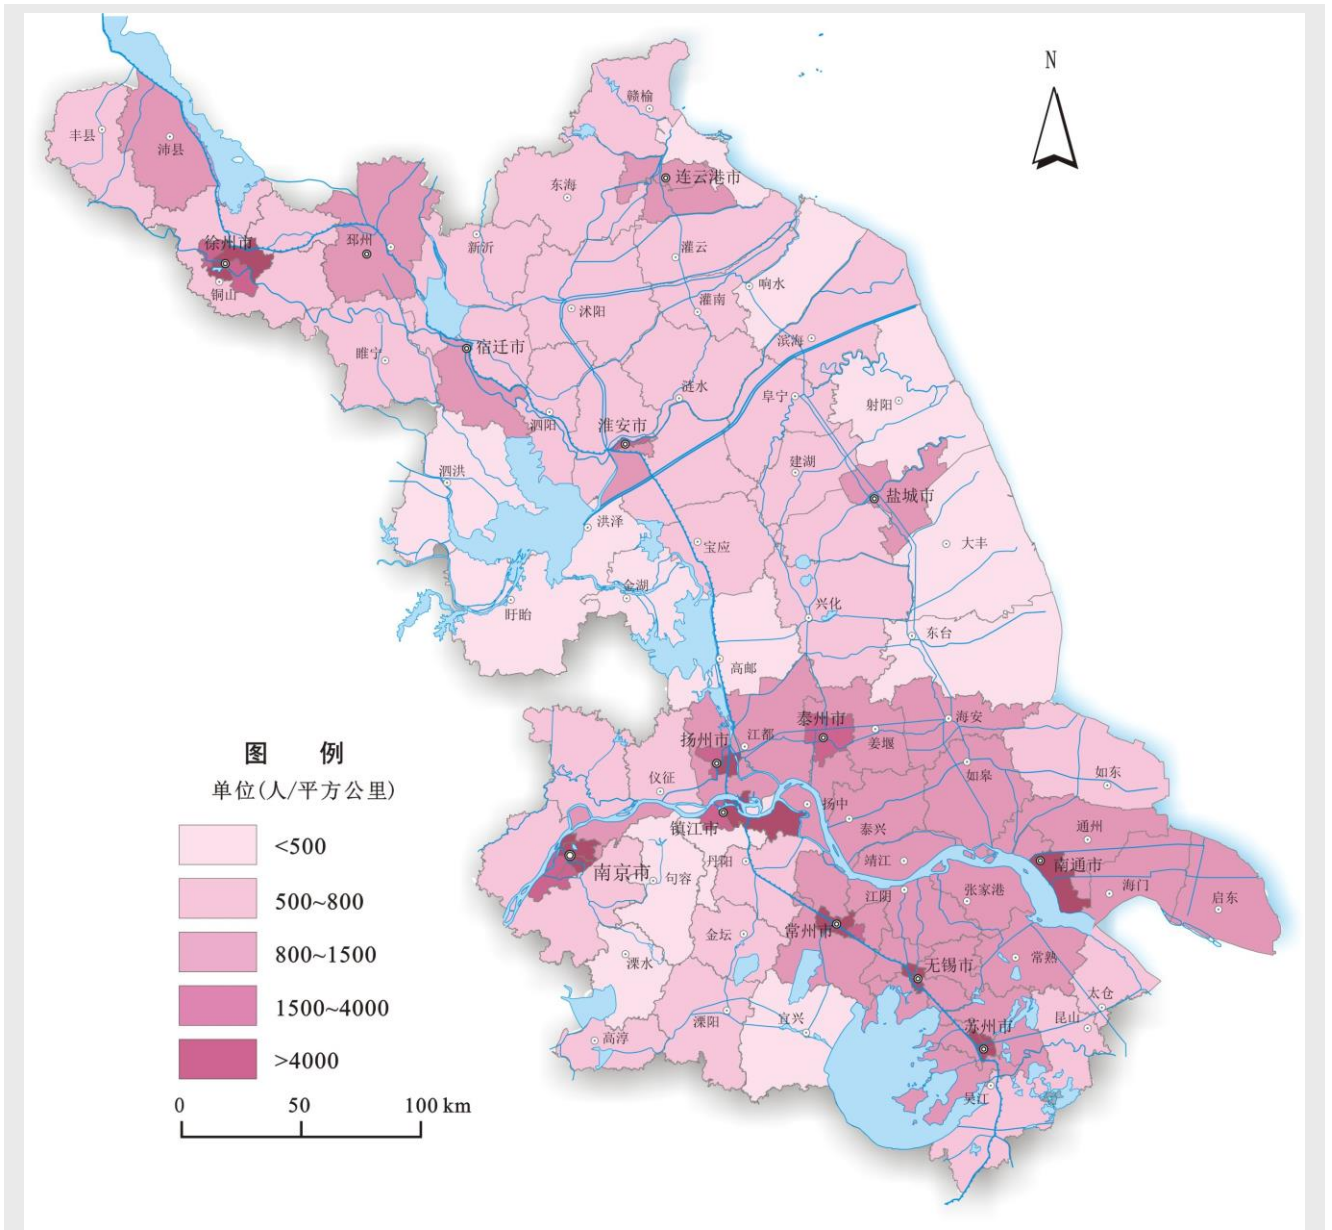 N
赣榆
丰县
沛县
连云港市
东海
徐州市
邳州
新沂
灌云
铜山
响水
沭阳
灌南
滨海
宿迁市
睢宁
涟水
阜宁
射阳
泗阳
淮安市
泗洪
建湖
盐城市
洪泽
宝应
大丰
金湖
盱眙
兴化
东台
高邮
泰州市
海安
扬州市
江都
姜堰
图 例
单位(人/平方公里)
仪征
如皋
如东
扬中
镇江市
泰兴
通州
<500
丹阳
靖江
南通市
南京市
句容
江阴
张家港
海门
启东
500~800
常州市
金坛
800~1500
溧水
无锡市
常熟
太仓
1500~4000
溧阳
宜兴
苏州市
昆山
高淳
>4000
吴江
0 50 100 km